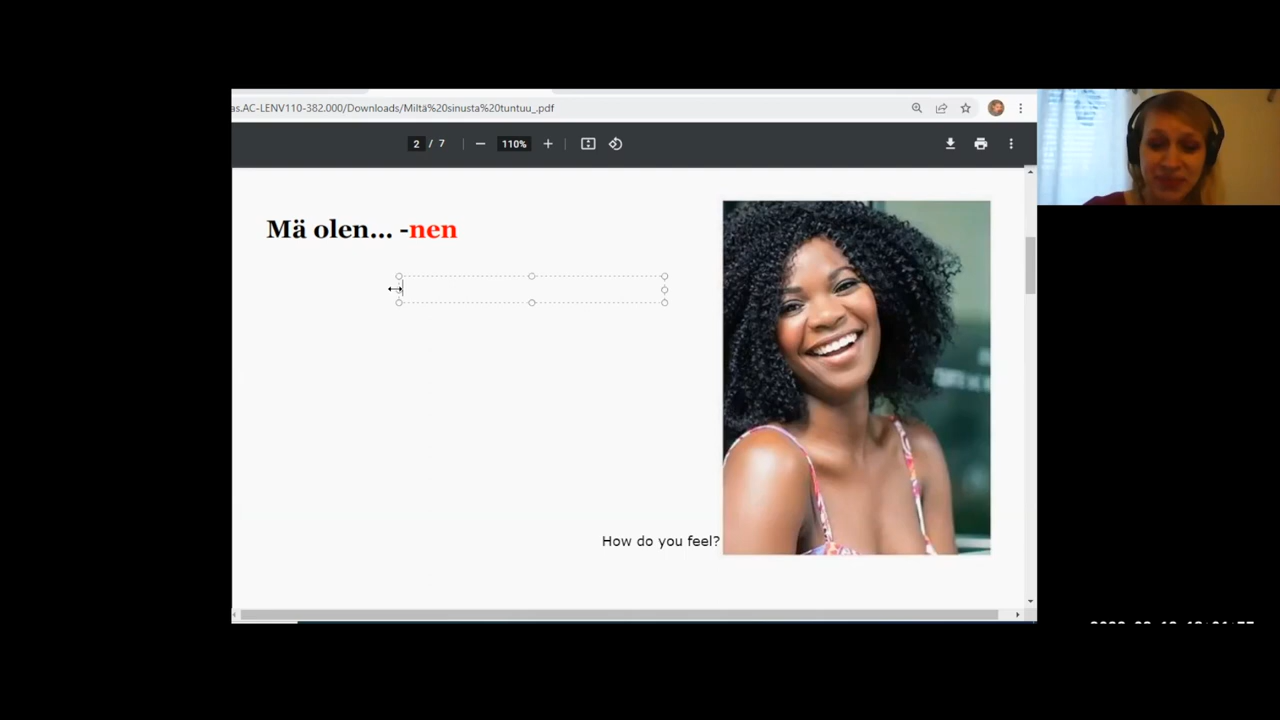 as.AC-LENV110-382.000/Downloads/Miltä%20sinusta%20tuntuu_.pdf
2 / 7
110%
Mä olen... -nen
How do you feel?